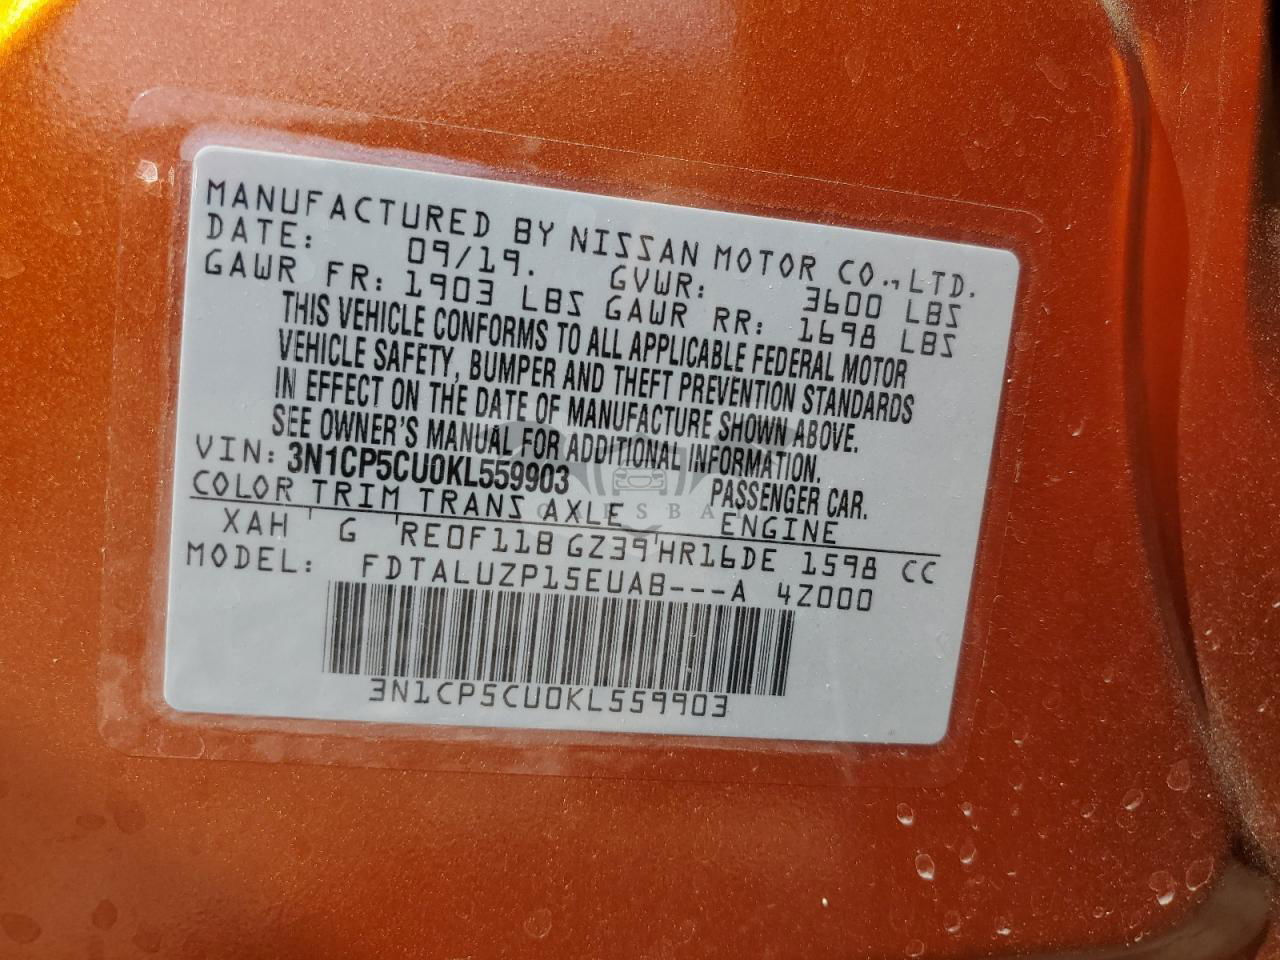 MANUFACTURED BY NISSAN MOTOR CO., LTD.
DATE: 09/19. GVWR: 3600 LBS
GAWR FR: 1903 LBS GAWR RR: 1698 LBS
THIS VEHICLE CONFORMS TO ALL APPLICABLE FEDERAL MOTOR
VEHICLE SAFETY, BUMPER AND THEFT PREVENTION STANDARDS
IN EFFECT ON THE DATE OF MANUFACTURE SHOWN ABOVE.
SEE OWNER'S MANUAL FOR ADDITIONAL INFORMATION.
VIN: 3N1CP5CU0KL559903 PASSENGER CAR.
COLOR TRIM TRANS AXLE ENGINE
XAH G RE0F11B GZ39 HR16DE 1598 CC
MODEL: FDTALUZP15EUAB---A 4Z000
3N1CP5CU0KL559903